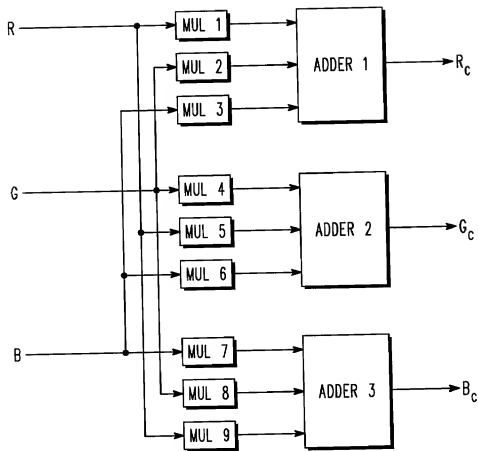 R
MUL 1
MUL 2
MUL 3
ADDER 1
Rc
G
MUL 4
MUL 5
MUL 6
ADDER 2
Gc
B
MUL 7
MUL 8
MUL 9
ADDER 3
Bc